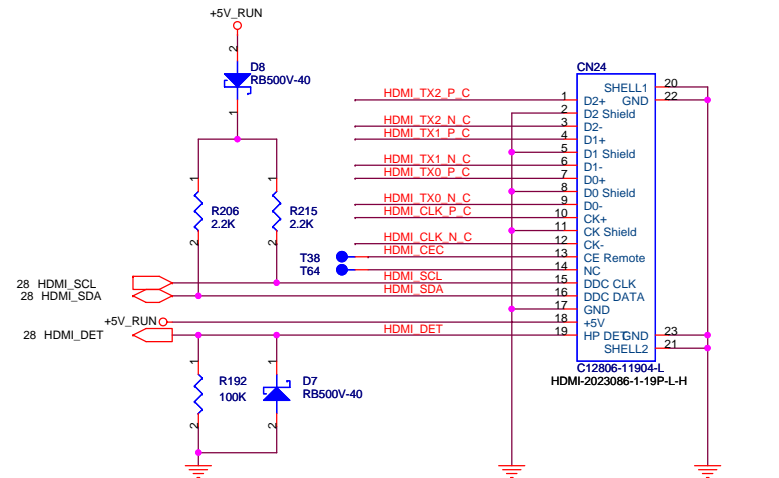 +5V_RUN
2
D8
RB500V-40
1
CN24
SHELL1 20
HDMI_TX2_P_C 1 D2+ GND 22
2 D2 Shield
HDMI_TX2_N_C 3 D2-
HDMI_TX1_P_C 4 D1+
5 D1 Shield
HDMI_TX1_N_C 6 D1-
HDMI_TX0_P_C 7 D0+
1 1
8 D0 Shield
HDMI_TX0_N_C 9 D0-
R206 R215
HDMI_CLK_P_C 10 CK+
2.2K 2.2K
11 CK Shield
2 2
HDMI_CLK_N_C 12 CK-
T38 HDMI_CEC 13 CE Remote
T64 14 NC
28 HDMI_SCL HDMI_SCL 15 DDC CLK
28 HDMI_SDA HDMI_SDA 16 DDC DATA
17 GND
+5V_RUN 18 +5V
28 HDMI_DET HDMI_DET 19 HP DET GND 23
SHELL2 21
1 1
C12806-11904-L
HDMI-2023086-1-19P-L-H
R192 D7
100K RB500V-40
2 2